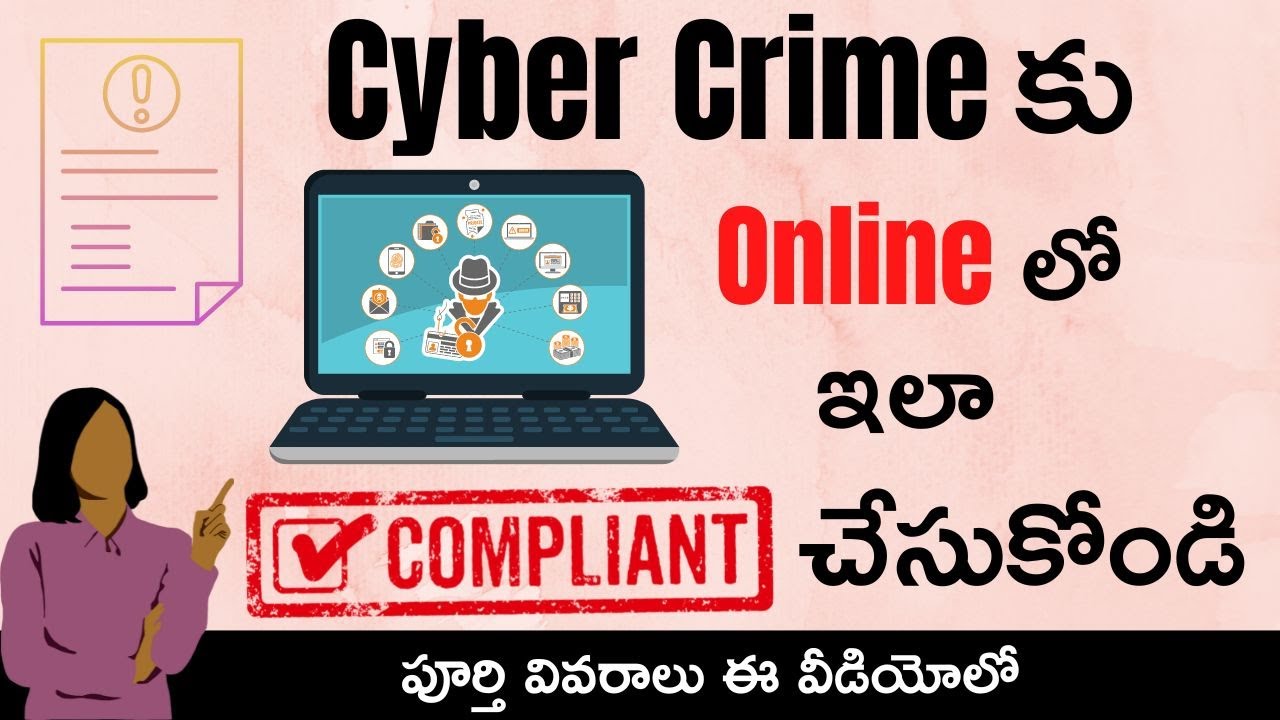 Cyber Crime కు
Online లో
ఇలా
COMPLIANT చేసుకోండి
పూర్తి వివరాలు ఈ వీడియోలో